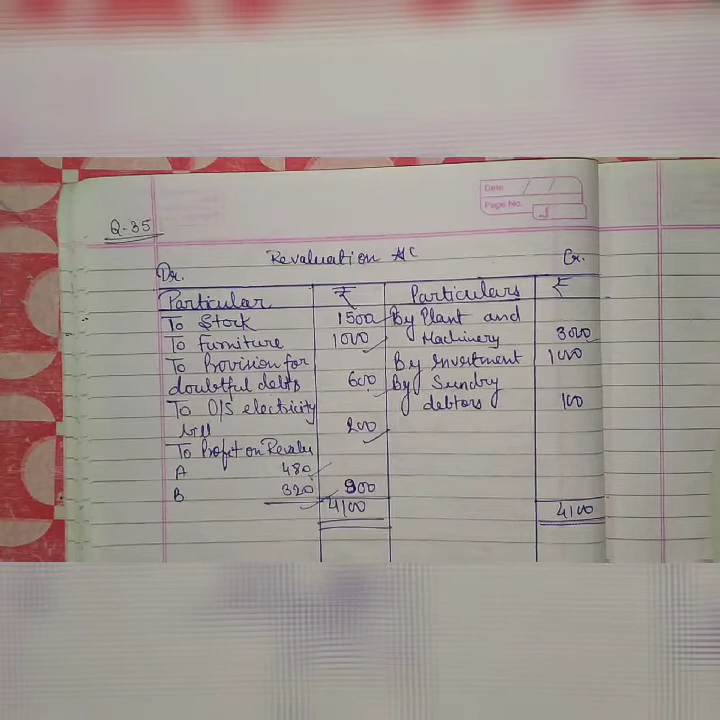 Date / /
Page No. 1
Q-35
Revaluation A/C
Dr. Cr.
Particular ₹ Particulars ₹
To Stock 1500 By Plant and
To furniture 1000 Machinery 3000
To Provision for By Investment 1000
doubtful debts 600 By Sundry
To O/S electricity debtors 100
bill 200
To Profit on Revalu
A 480
B 320 800
4100 4100